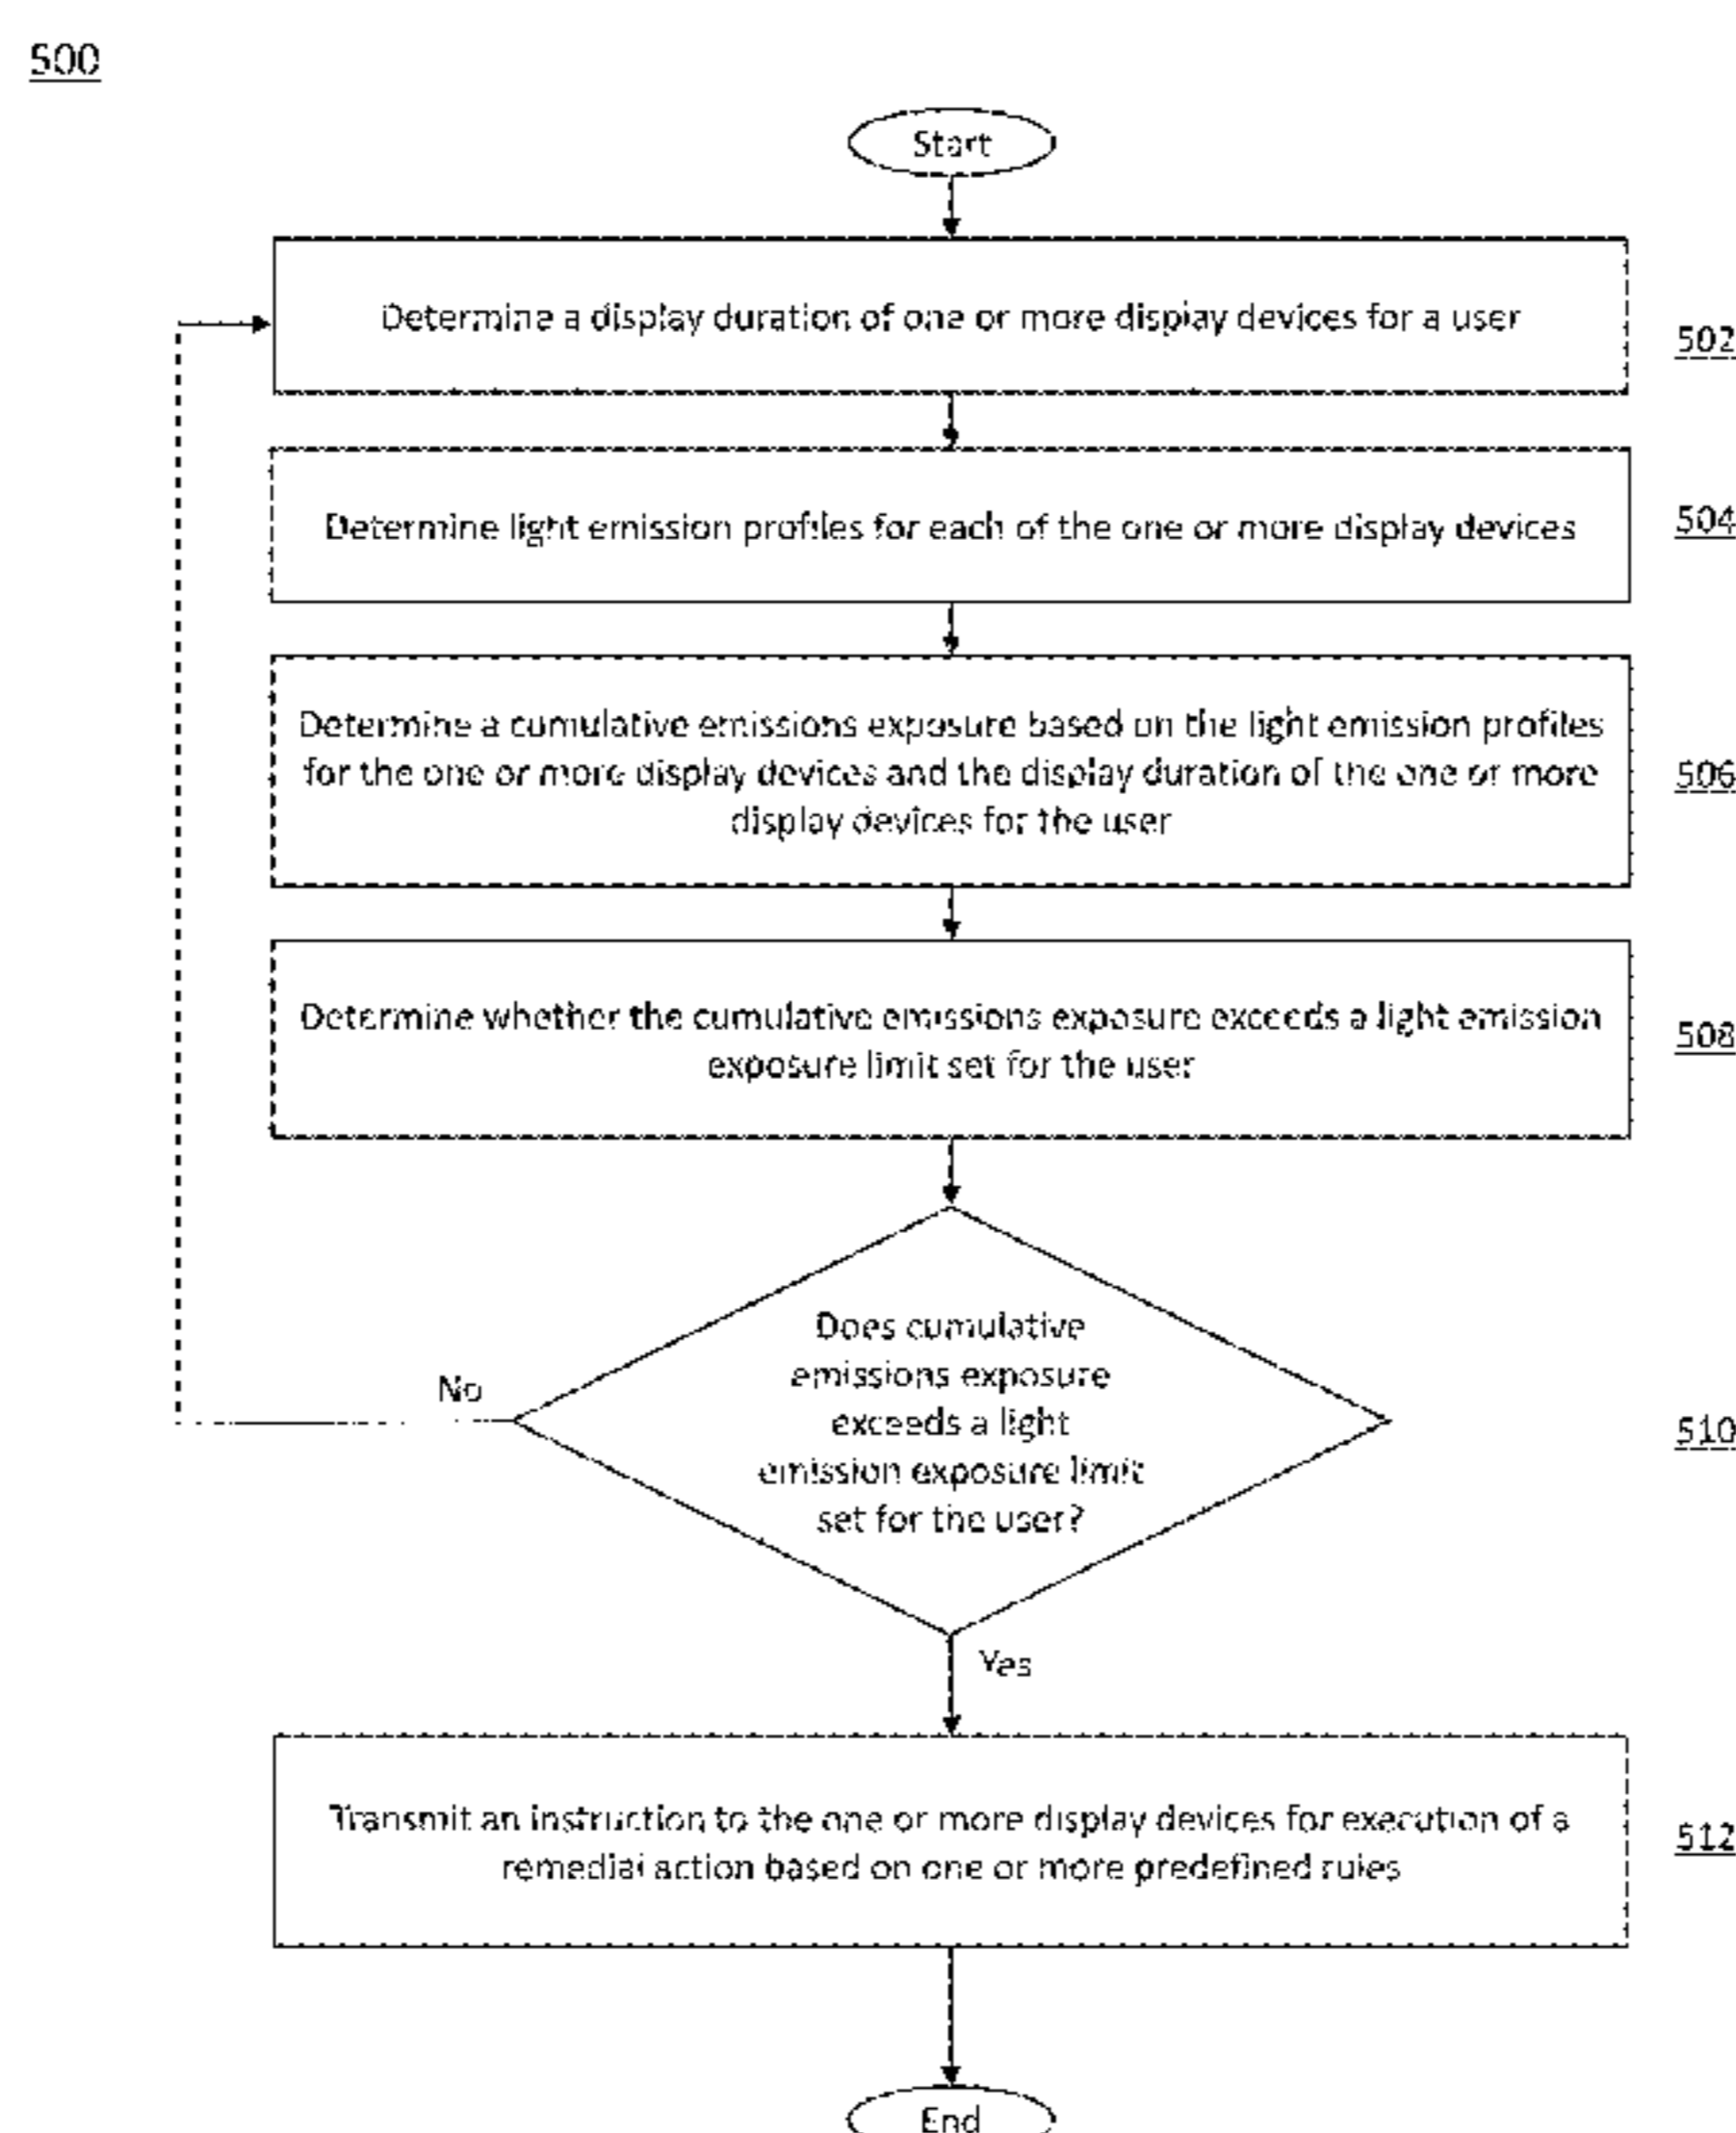 500
Start
Determine a display duration of one or more display devices for a user
502
Determine light emission profiles for each of the one or more display devices
504
Determine a cumulative emissions exposure based on the light emission profiles
for the one or more display devices and the display duration of the one or more
display devices for the user
506
Determine whether the cumulative emissions exposure exceeds a light emission
exposure limit set for the user
508
Does cumulative
emissions exposure
exceeds a light
emission exposure limit
set for the user?
No
510
Yes
Transmit an instruction to the one or more display devices for execution of a
remedial action based on one or more predefined rules
512
End